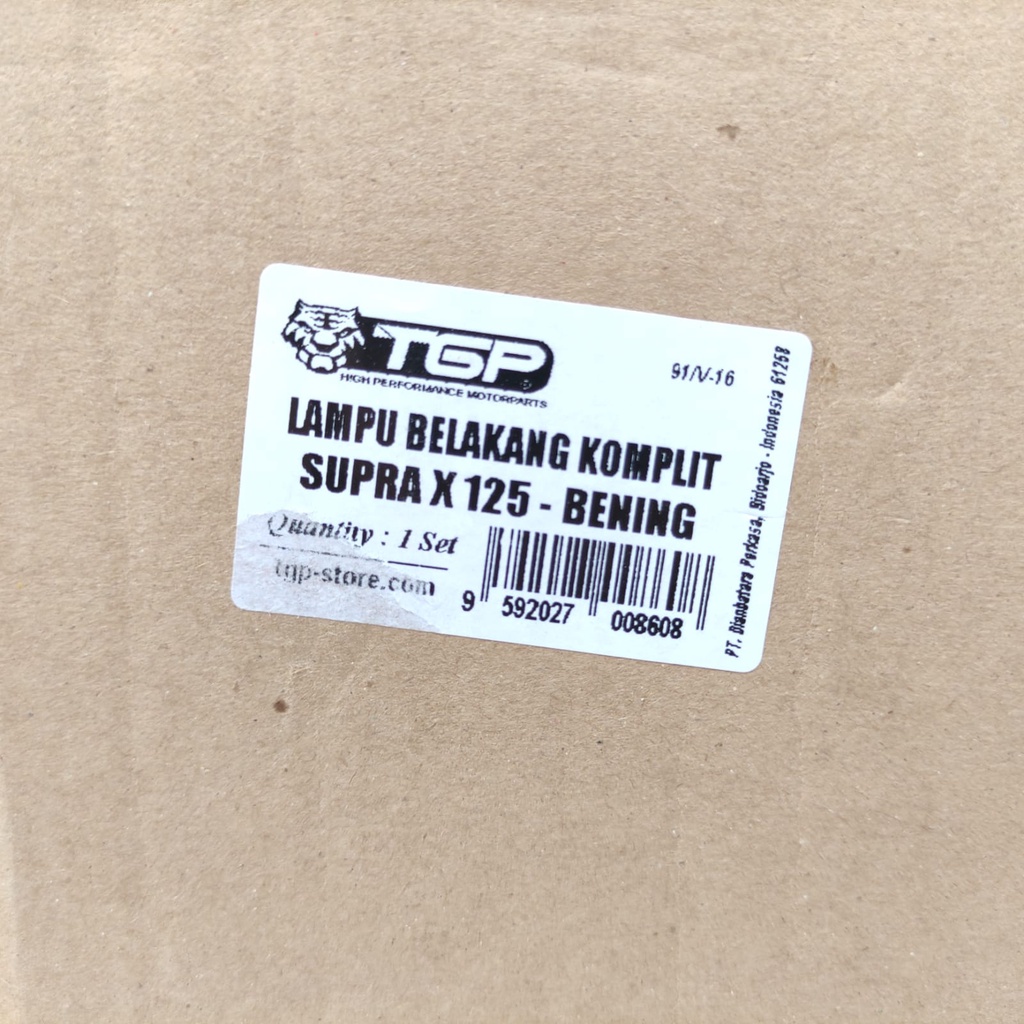 TGP
HIGH PERFORMANCE MOTORPARTS
91/V-16
LAMPU BELAKANG KOMPLIT
SUPRA X 125 - BENING
Quantity : 1 Set
tgp-store.com
9 592027 008608
PT. Dianbatara Perkasa, Sidoarjo - Indonesia 61258